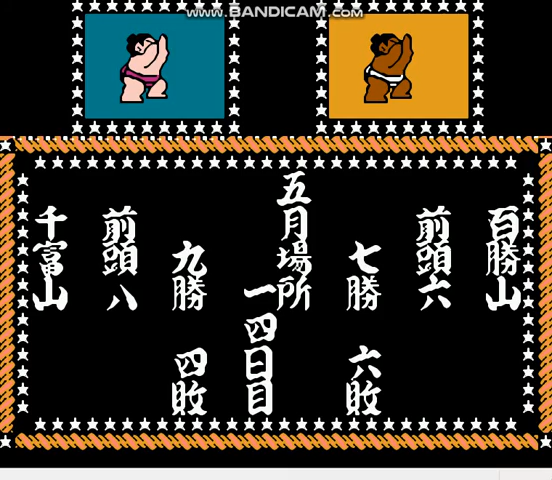 www.BANDICAM.com
百勝山
前頭六
七勝 六敗
五月場所
一四日目
九勝 四敗
前頭八
千富山